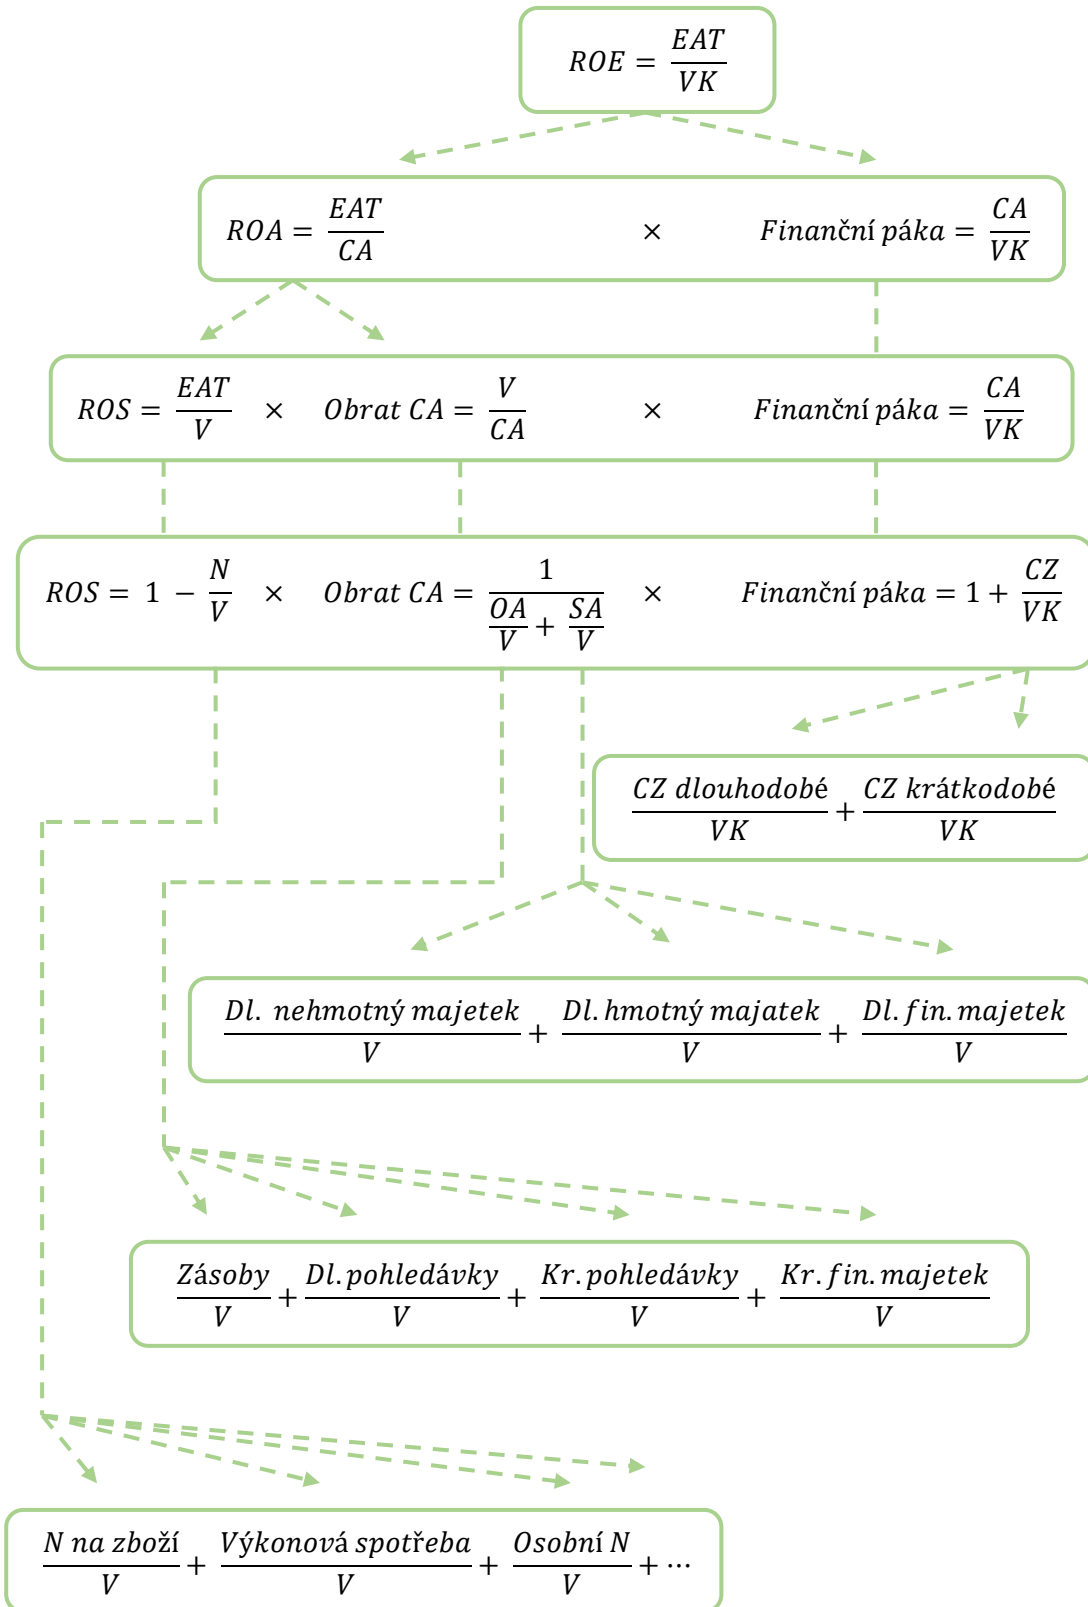 ROE = EAT / VK
ROA = EAT / CA × Finanční páka = CA / VK
ROS = EAT / V × Obrat CA = V / CA × Finanční páka = CA / VK
ROS = 1 − N / V × Obrat CA = 1 / (OA / V + SA / V) × Finanční páka = 1 + CZ / VK
CZ dlouhodobé / VK + CZ krátkodobé / VK
Dl. nehmotný majetek / V + Dl. hmotný majatek / V + Dl. fin. majetek / V
Zásoby / V + Dl. pohledávky / V + Kr. pohledávky / V + Kr. fin. majetek / V
N na zboží / V + Výkonová spotřeba / V + Osobní N / V + ⋯